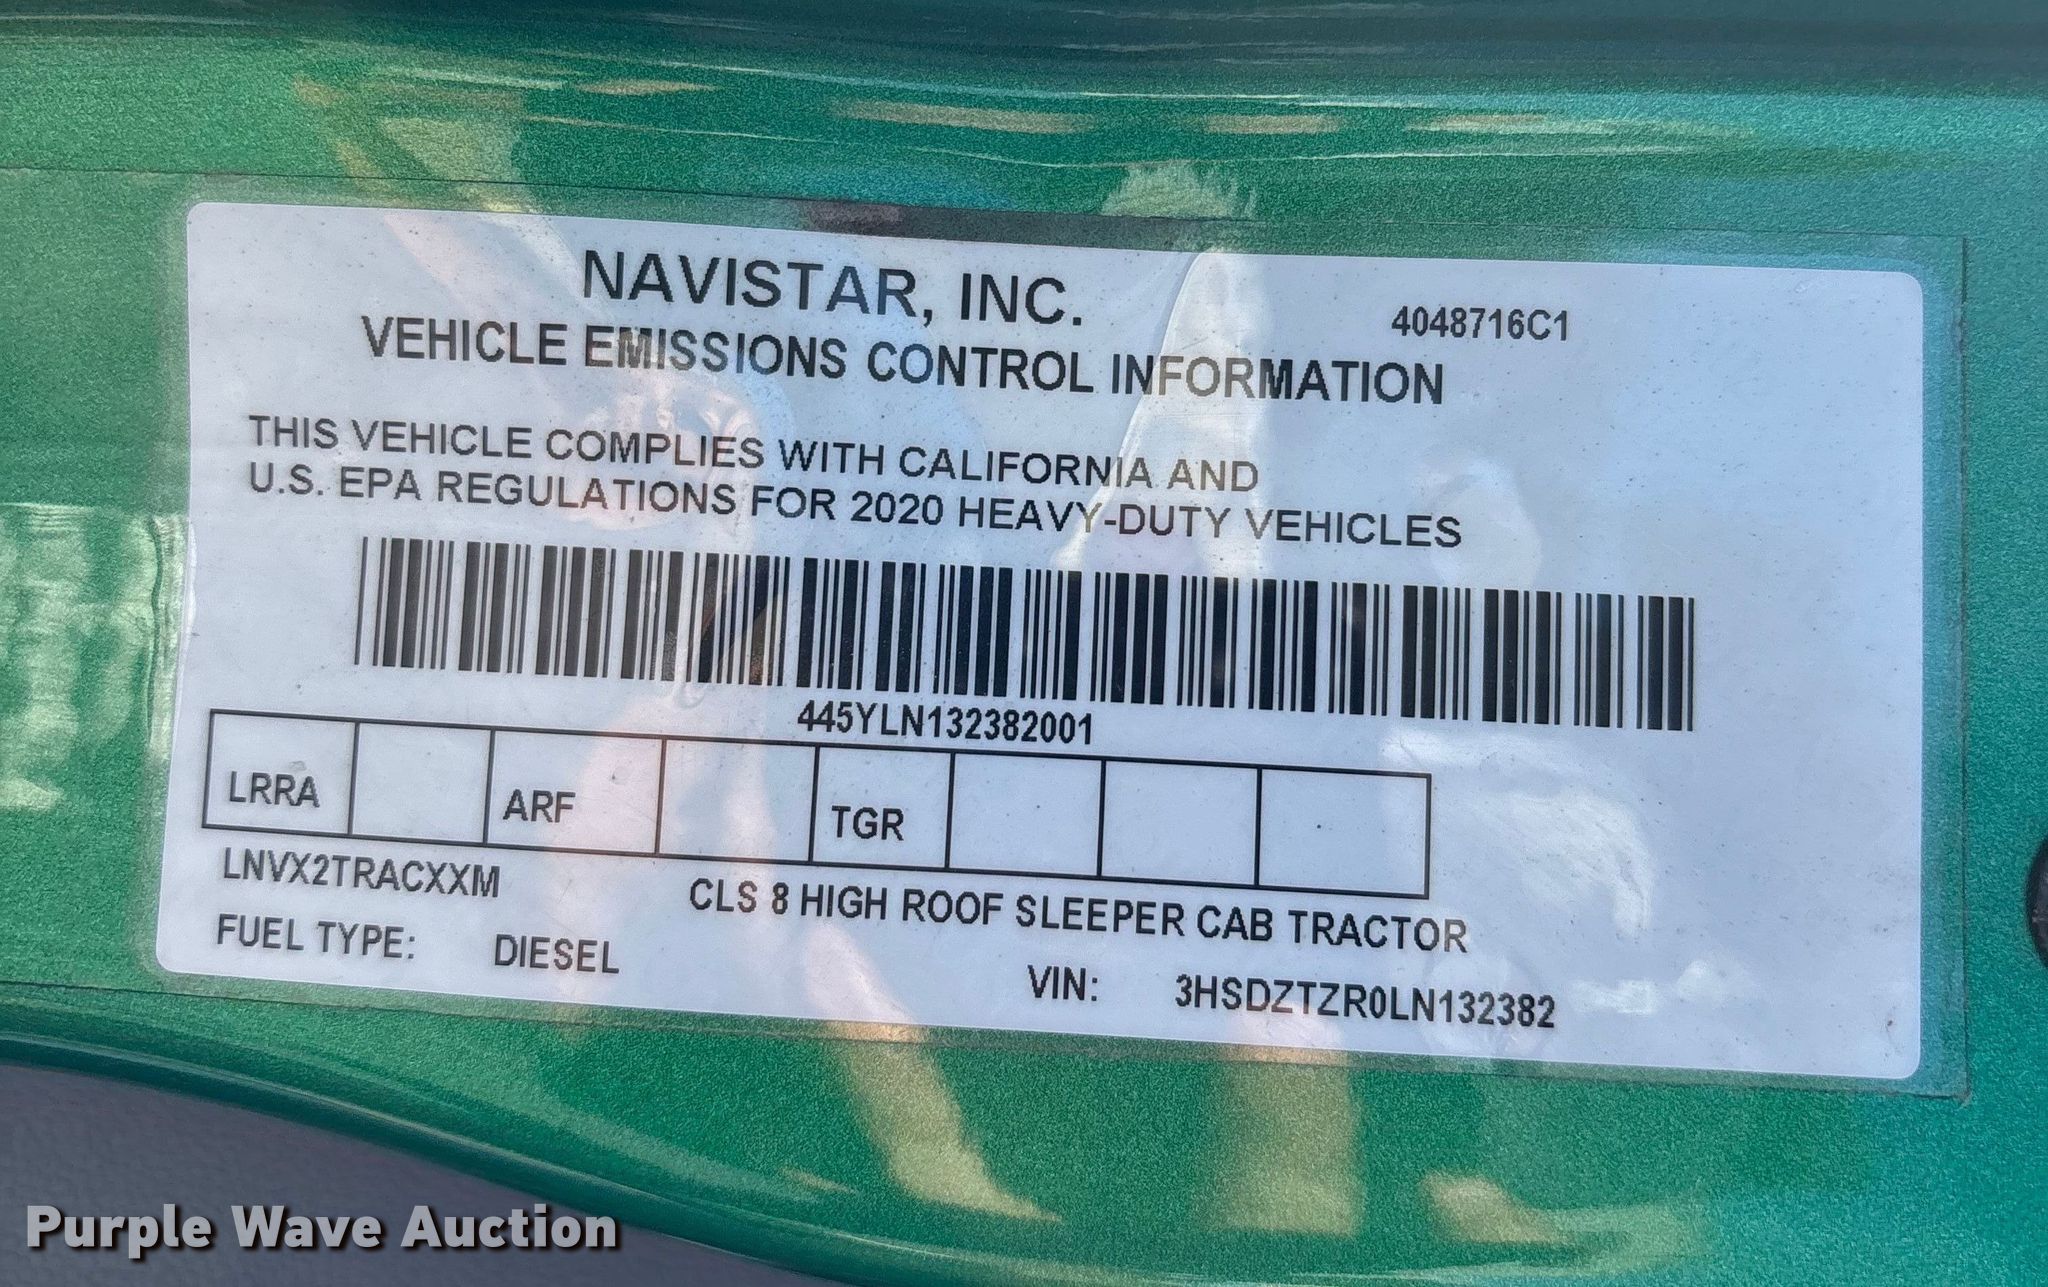 NAVISTAR, INC.
4048716C1
VEHICLE EMISSIONS CONTROL INFORMATION
THIS VEHICLE COMPLIES WITH CALIFORNIA AND
U.S. EPA REGULATIONS FOR 2020 HEAVY-DUTY VEHICLES
445YLN132382001
LRRA ARF TGR
LNVX2TRACXXM CLS 8 HIGH ROOF SLEEPER CAB TRACTOR
FUEL TYPE: DIESEL VIN: 3HSDZTZR0LN132382
Purple Wave Auction